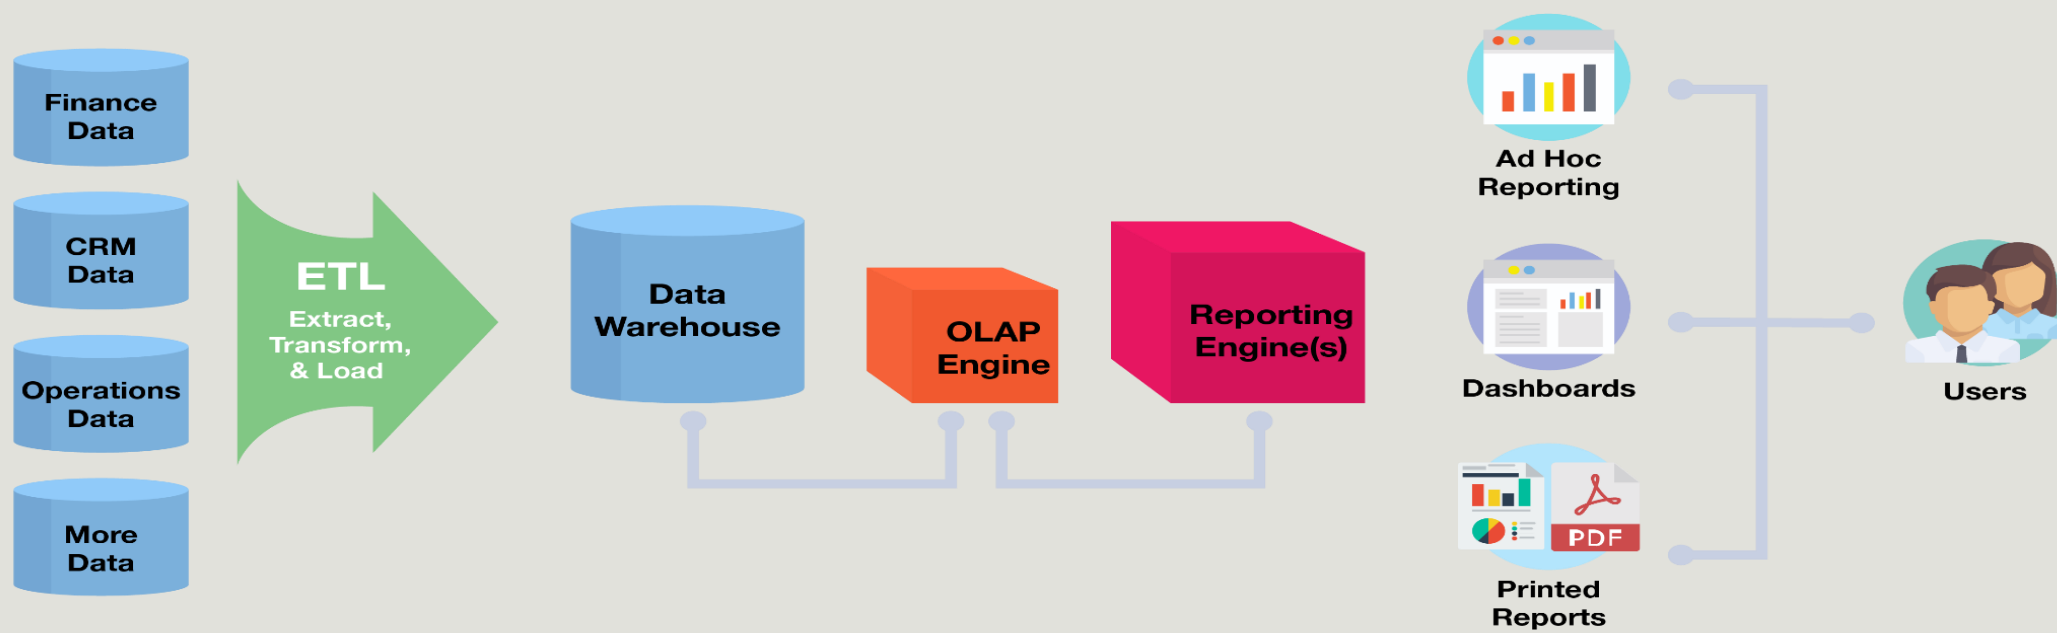 Finance
Data
CRM
Data
Operations
Data
More
Data
ETL
Extract,
Transform,
& Load
Data
Warehouse
OLAP
Engine
Reporting
Engine(s)
Ad Hoc
Reporting
Dashboards
PDF
Printed
Reports
Users